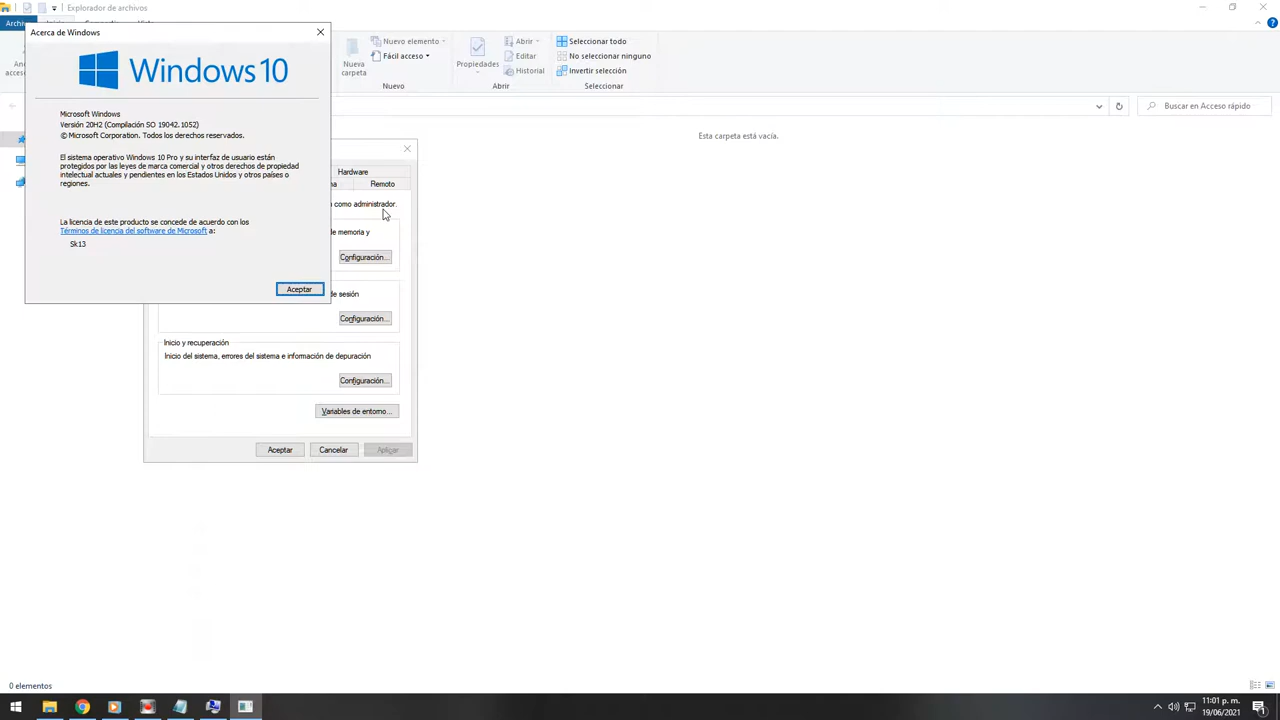 Explorador de archivos
Archiv
Acerca de Windows
Windows 10
Microsoft Windows
Versión 20H2 (Compilación SO 19042.1052)
© Microsoft Corporation. Todos los derechos reservados.
El sistema operativo Windows 10 Pro y su interfaz de usuario están
protegidos por las leyes de marca comercial y otros derechos de propiedad
intelectual actuales y pendientes en los Estados Unidos y otros países o
regiones.
La licencia de este producto se concede de acuerdo con los
Términos de licencia del software de Microsoft a:
Sk13
Aceptar
Nueva
carpeta
Nuevo elemento
Fácil acceso
Nuevo
Propiedades
Abrir
Editar
Historial
Abrir
Seleccionar todo
No seleccionar ninguno
Invertir selección
Seleccionar
Buscar en Acceso rápido
Esta carpeta está vacía.
Hardware
Remoto
como administrador.
de memoria y
Configuración...
de sesión
Configuración...
Inicio y recuperación
Inicio del sistema, errores del sistema e información de depuración
Configuración...
Variables de entorno...
Aceptar
Cancelar
Aplicar
0 elementos
11:01 p. m.
19/06/2021
1